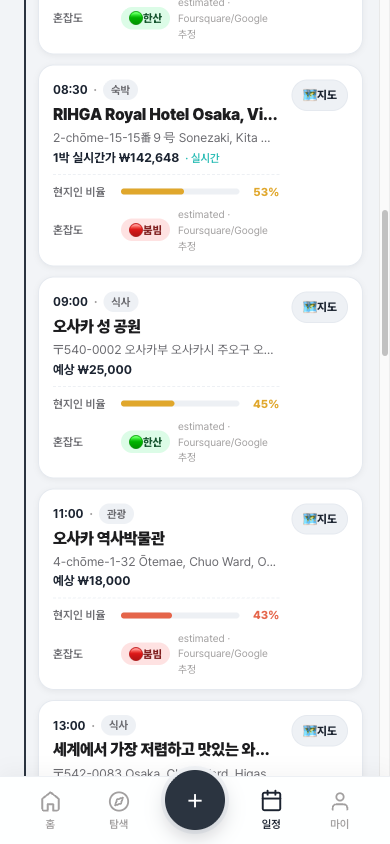 estimated ·
혼잡도 한산 Foursquare/Google
추정
08:30 · 숙박 지도
RIHGA Royal Hotel Osaka, Vi...
2-chōme-15-15番９号 Sonezaki, Kita ...
1박 실시간가 ₩142,648 · 실시간
현지인 비율 53%
estimated ·
혼잡도 붐빔 Foursquare/Google
추정
09:00 · 식사 지도
오사카 성 공원
〒540-0002 오사카부 오사카시 주오구 오...
예상 ₩25,000
현지인 비율 45%
estimated ·
혼잡도 한산 Foursquare/Google
추정
11:00 · 관광 지도
오사카 역사박물관
4-chōme-1-32 Ōtemae, Chuo Ward, O...
예상 ₩18,000
현지인 비율 43%
estimated ·
혼잡도 붐빔 Foursquare/Google
추정
13:00 · 식사 지도
세계에서 가장 저렴하고 맛있는 와...
〒542-0083 Osaka, Higas
홈 탐색 + 일정 마이